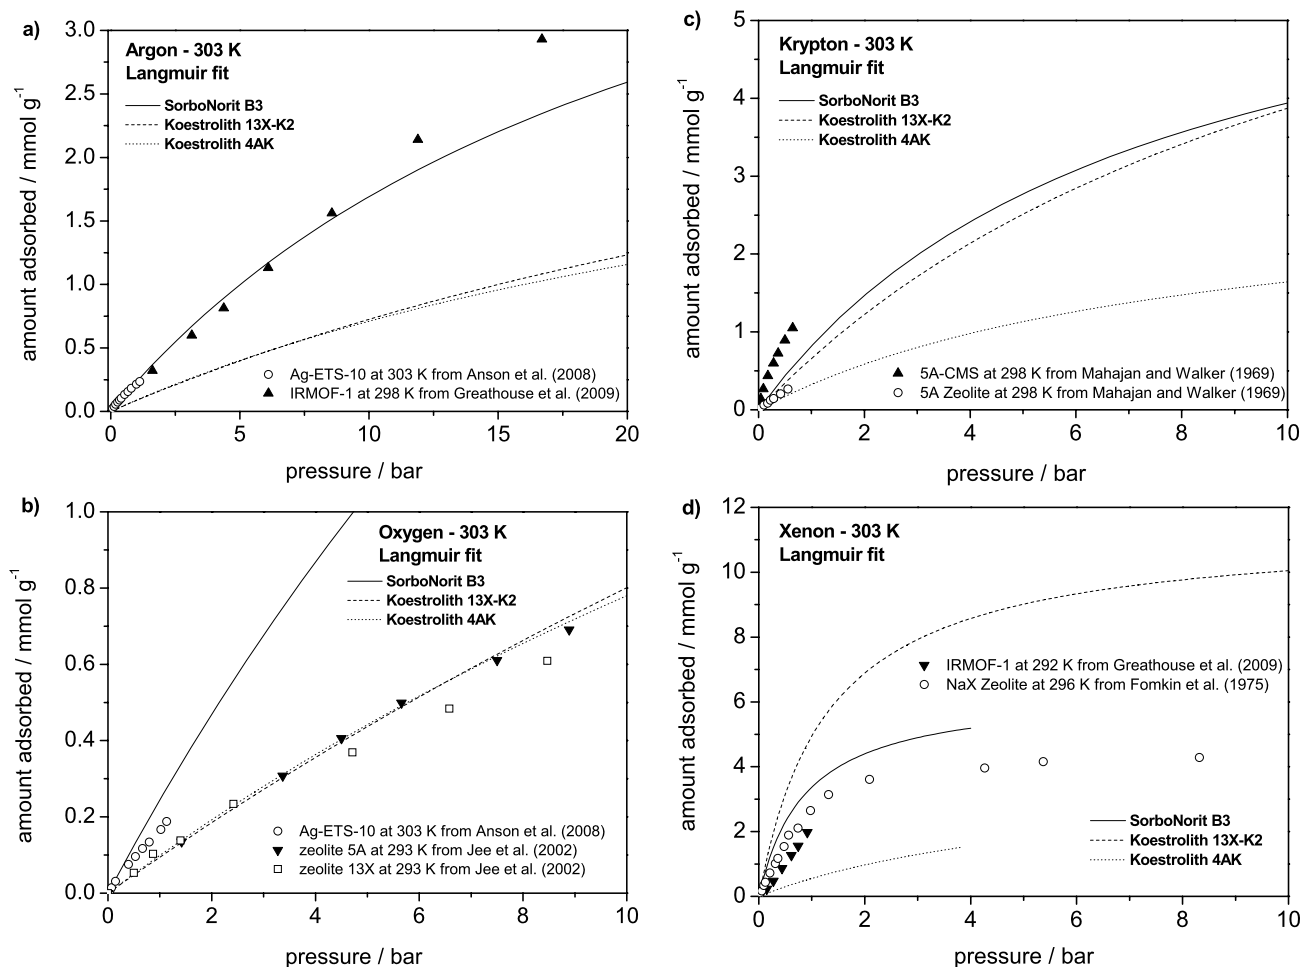 a)
Argon - 303 K
Langmuir fit
SorboNorit B3
Koestrolith 13X-K2
Koestrolith 4AK
Ag-ETS-10 at 303 K from Anson et al. (2008)
IRMOF-1 at 298 K from Greathouse et al. (2009)
3.0
2.5
2.0
1.5
1.0
0.5
0.0
0
5
10
15
20
amount adsorbed / mmol g-1
pressure / bar
c)
Krypton - 303 K
Langmuir fit
SorboNorit B3
Koestrolith 13X-K2
Koestrolith 4AK
5A-CMS at 298 K from Mahajan and Walker (1969)
5A Zeolite at 298 K from Mahajan and Walker (1969)
5
4
3
2
1
0
0
2
4
6
8
10
amount adsorbed / mmol g-1
pressure / bar
b)
Oxygen - 303 K
Langmuir fit
SorboNorit B3
Koestrolith 13X-K2
Koestrolith 4AK
Ag-ETS-10 at 303 K from Anson et al. (2008)
zeolite 5A at 293 K from Jee et al. (2002)
zeolite 13X at 293 K from Jee et al. (2002)
1.0
0.8
0.6
0.4
0.2
0.0
0
2
4
6
8
10
amount adsorbed / mmol g-1
pressure / bar
d)
Xenon - 303 K
Langmuir fit
IRMOF-1 at 292 K from Greathouse et al. (2009)
NaX Zeolite at 296 K from Fomkin et al. (1975)
SorboNorit B3
Koestrolith 13X-K2
Koestrolith 4AK
12
10
8
6
4
2
0
0
2
4
6
8
10
amount adsorbed / mmol g-1
pressure / bar